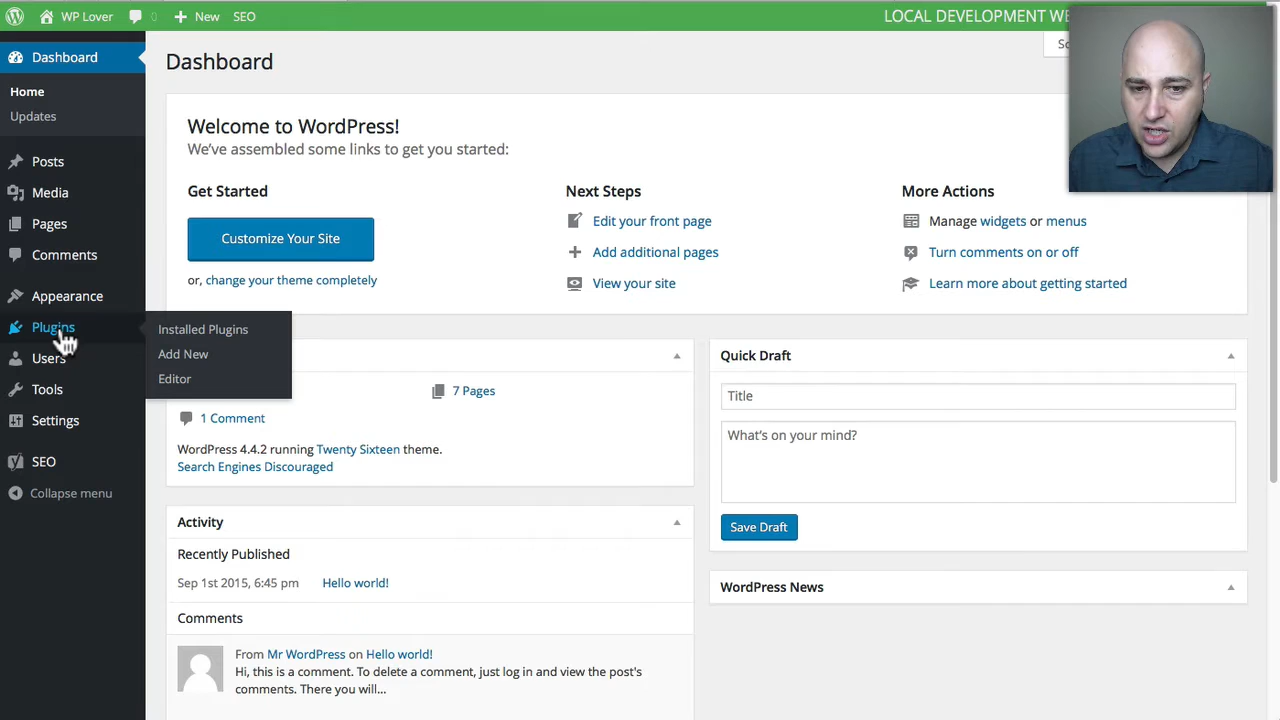 WP Lover
0
New
SEO
LOCAL DEVELOPMENT WE
Dashboard
Home
Updates
Posts
Media
Pages
Comments
Appearance
Plugins
Users
Tools
Settings
SEO
Collapse menu
Installed Plugins
Add New
Editor
Dashboard
Welcome to WordPress!
We've assembled some links to get you started:
Get Started
Customize Your Site
or, change your theme completely
Next Steps
Edit your front page
Add additional pages
View your site
More Actions
Manage widgets or menus
Turn comments on or off
Learn more about getting started
7 Pages
1 Comment
WordPress 4.4.2 running Twenty Sixteen theme.
Search Engines Discouraged
Activity
Recently Published
Sep 1st 2015, 6:45 pm
Hello world!
Comments
From Mr WordPress on Hello world!
Hi, this is a comment. To delete a comment, just log in and view the post's
comments. There you will...
Quick Draft
Title
What's on your mind?
Save Draft
WordPress News